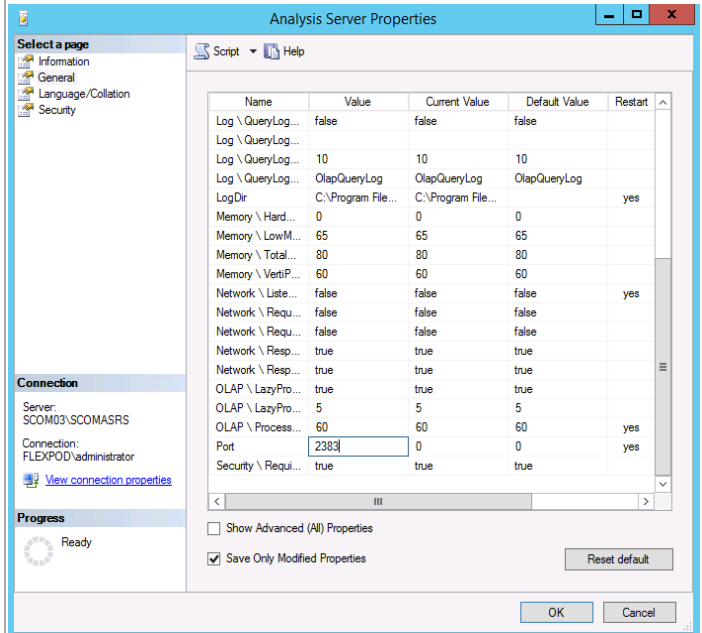 Analysis Server Properties
Select a page
Information
General
Language/Collation
Security
Script Help
Name Value Current Value Default Value Restart
Log \ QueryLog... false false false
Log \ QueryLog...
Log \ QueryLog... 10 10 10
Log \ QueryLog... OlapQueryLog OlapQueryLog OlapQueryLog
LogDir C:\Program File... C:\Program File... yes
Memory \ Hard... 0 0 0
Memory \ LowM... 65 65 65
Memory \ Total... 80 80 80
Memory \ VertiP... 60 60 60
Network \ Liste... false false false yes
Network \ Requ... false false false
Network \ Requ... false false false
Network \ Resp... true true true
Network \ Resp... true true true
OLAP \ LazyPro... true true true
OLAP \ LazyPro... 5 5 5
OLAP \ Process... 60 60 60 yes
Port 2383 0 0 yes
Security \ Requi... true true true
Connection
Server:
SCOM03\SCOMASRS
Connection:
FLEXPOD\administrator
View connection properties
Progress
Ready
Show Advanced (All) Properties
Save Only Modified Properties
Reset default
OK Cancel